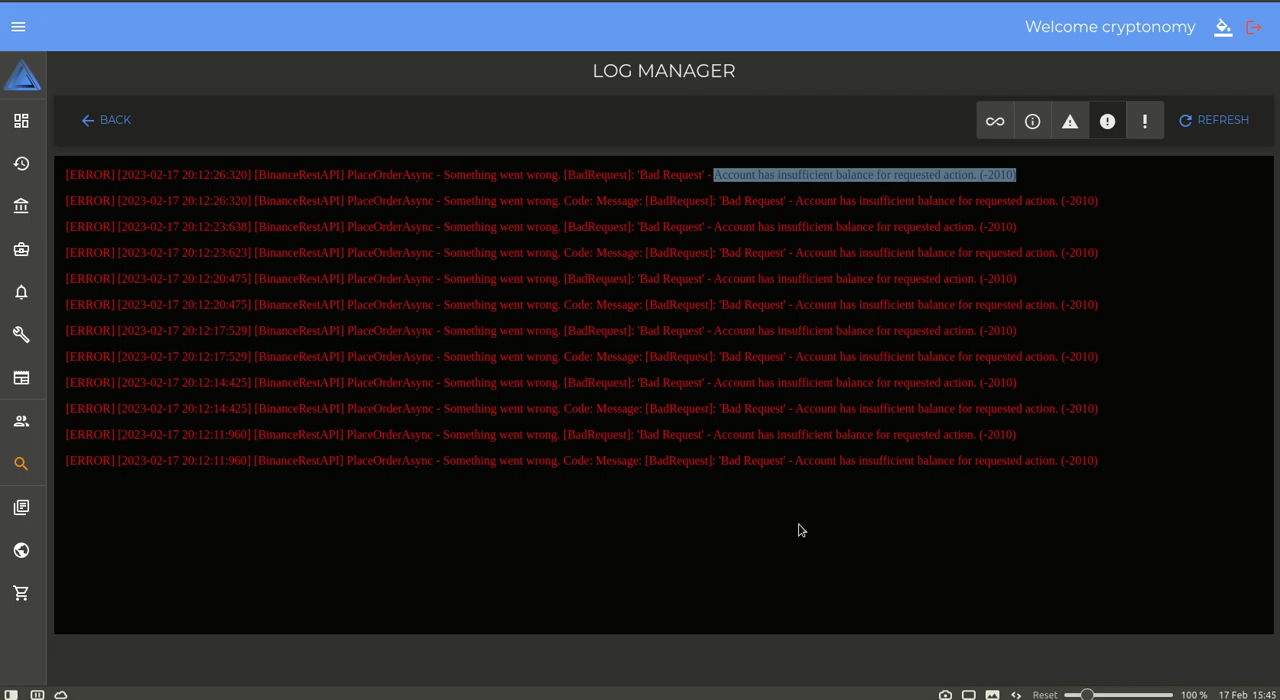 Welcome cryptonomy
LOG MANAGER
BACK
REFRESH
[ERROR] [2023-02-17 20:12:26:320] [BinanceRestAPI] PlaceOrderAsync - Something went wrong. [BadRequest]: 'Bad Request' - Account has insufficient balance for requested action. (-2010)
[ERROR] [2023-02-17 20:12:26:320] [BinanceRestAPI] PlaceOrderAsync - Something went wrong. Code: Message: [BadRequest]: 'Bad Request' - Account has insufficient balance for requested action. (-2010)
[ERROR] [2023-02-17 20:12:23:638] [BinanceRestAPI] PlaceOrderAsync - Something went wrong. [BadRequest]: 'Bad Request' - Account has insufficient balance for requested action. (-2010)
[ERROR] [2023-02-17 20:12:23:623] [BinanceRestAPI] PlaceOrderAsync - Something went wrong. Code: Message: [BadRequest]: 'Bad Request' - Account has insufficient balance for requested action. (-2010)
[ERROR] [2023-02-17 20:12:20:475] [BinanceRestAPI] PlaceOrderAsync - Something went wrong. [BadRequest]: 'Bad Request' - Account has insufficient balance for requested action. (-2010)
[ERROR] [2023-02-17 20:12:20:475] [BinanceRestAPI] PlaceOrderAsync - Something went wrong. Code: Message: [BadRequest]: 'Bad Request' - Account has insufficient balance for requested action. (-2010)
[ERROR] [2023-02-17 20:12:17:529] [BinanceRestAPI] PlaceOrderAsync - Something went wrong. [BadRequest]: 'Bad Request' - Account has insufficient balance for requested action. (-2010)
[ERROR] [2023-02-17 20:12:17:529] [BinanceRestAPI] PlaceOrderAsync - Something went wrong. Code: Message: [BadRequest]: 'Bad Request' - Account has insufficient balance for requested action. (-2010)
[ERROR] [2023-02-17 20:12:14:425] [BinanceRestAPI] PlaceOrderAsync - Something went wrong. [BadRequest]: 'Bad Request' - Account has insufficient balance for requested action. (-2010)
[ERROR] [2023-02-17 20:12:14:425] [BinanceRestAPI] PlaceOrderAsync - Something went wrong. Code: Message: [BadRequest]: 'Bad Request' - Account has insufficient balance for requested action. (-2010)
[ERROR] [2023-02-17 20:12:11:960] [BinanceRestAPI] PlaceOrderAsync - Something went wrong. [BadRequest]: 'Bad Request' - Account has insufficient balance for requested action. (-2010)
[ERROR] [2023-02-17 20:12:11:960] [BinanceRestAPI] PlaceOrderAsync - Something went wrong. Code: Message: [BadRequest]: 'Bad Request' - Account has insufficient balance for requested action. (-2010)
Reset 100 % 17 Feb 15:45